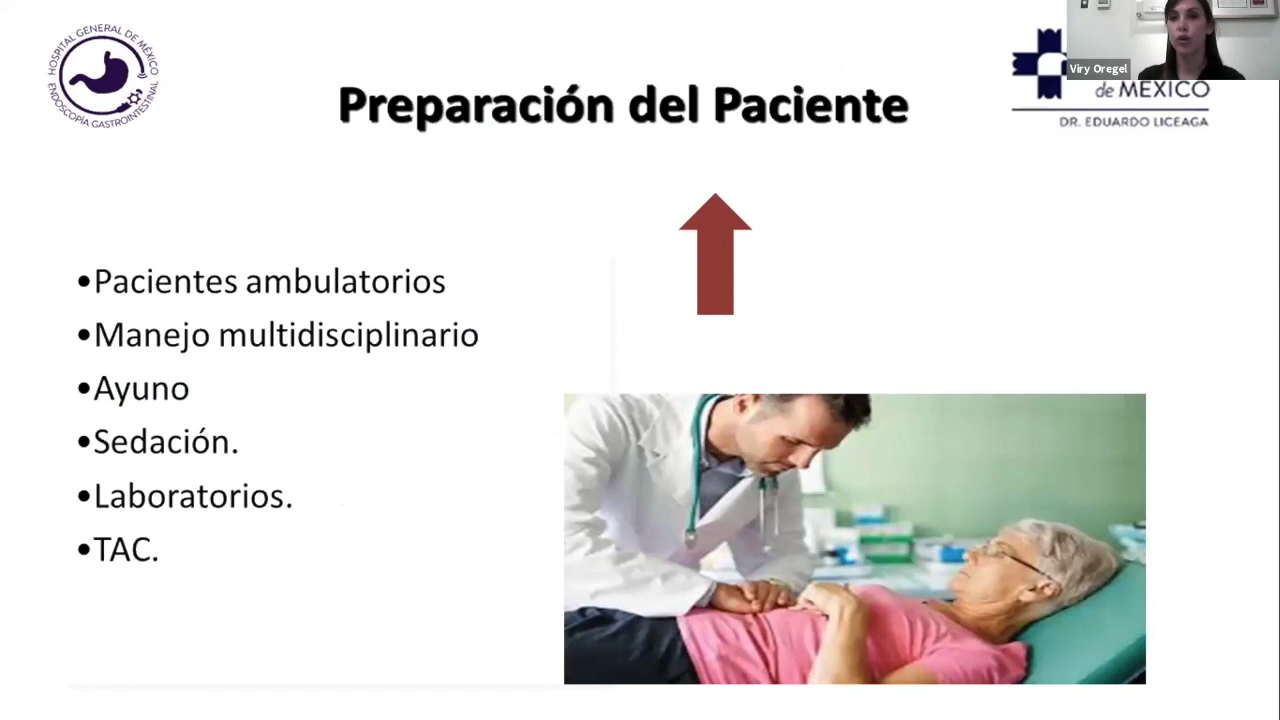 HOSPITAL GENERAL DE MÉXICO
ENDOSCOPÍA GASTROINTESTINAL
Viry Oregel
de MÉXICO
DR. EDUARDO LICEAGA
Preparación del Paciente
•Pacientes ambulatorios
•Manejo multidisciplinario
•Ayuno
•Sedación.
•Laboratorios.
•TAC.